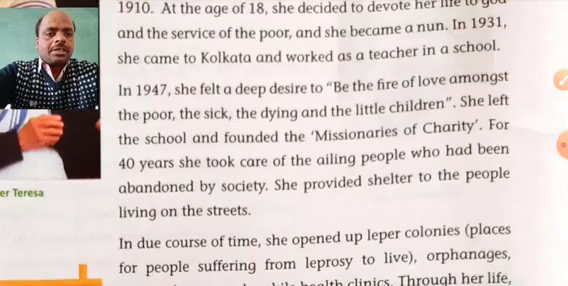 1910. At the age of 18, she decided to devote her life to god
and the service of the poor, and she became a nun. In 1931,
she came to Kolkata and worked as a teacher in a school.
In 1947, she felt a deep desire to “Be the fire of love amongst
the poor, the sick, the dying and the little children”. She left
the school and founded the ‘Missionaries of Charity’. For
40 years she took care of the ailing people who had been
abandoned by society. She provided shelter to the people
living on the streets.
er Teresa
In due course of time, she opened up leper colonies (places
for people suffering from leprosy to live), orphanages,
health clinics. Through her life,